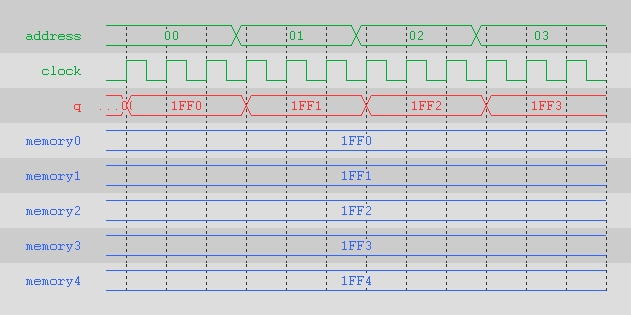 address 00 01 02 03
clock
q ...0( 1FF0 1FF1 1FF2 1FF3
memory0 1FF0
memory1 1FF1
memory2 1FF2
memory3 1FF3
memory4 1FF4